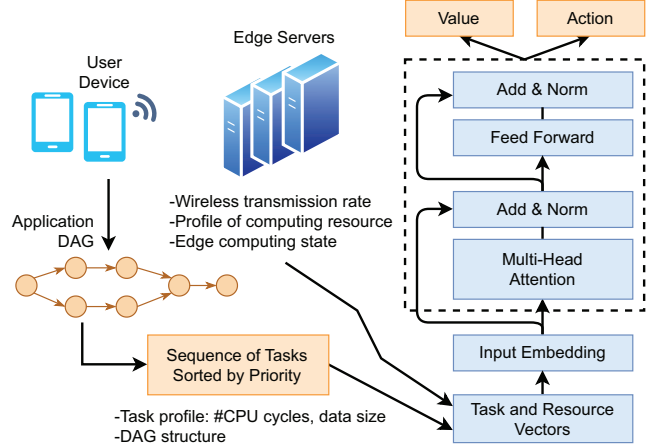 Value
Action
User
Device
Edge Servers
Add & Norm
Feed Forward
-Wireless transmission rate
-Profile of computing resource
-Edge computing state
Add & Norm
Application
DAG
Multi-Head
Attention
Sequence of Tasks
Sorted by Priority
Input Embedding
-Task profile: #CPU cycles, data size
-DAG structure
Task and Resource
Vectors